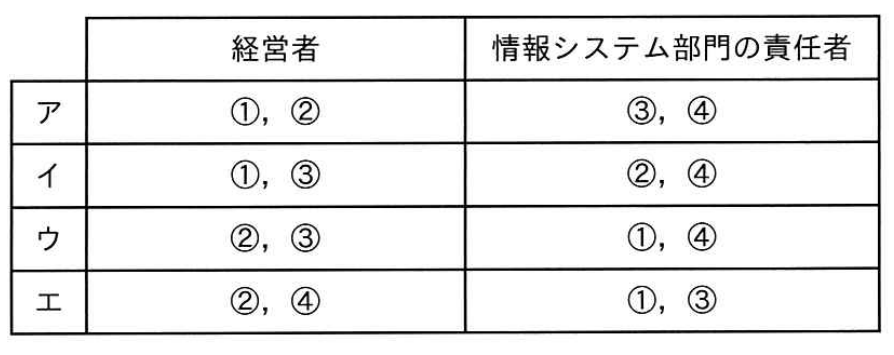 経営者 情報システム部門の責任者
ア ①，② ③，④
イ ①，③ ②，④
ウ ②，③ ①，④
エ ②，④ ①，③